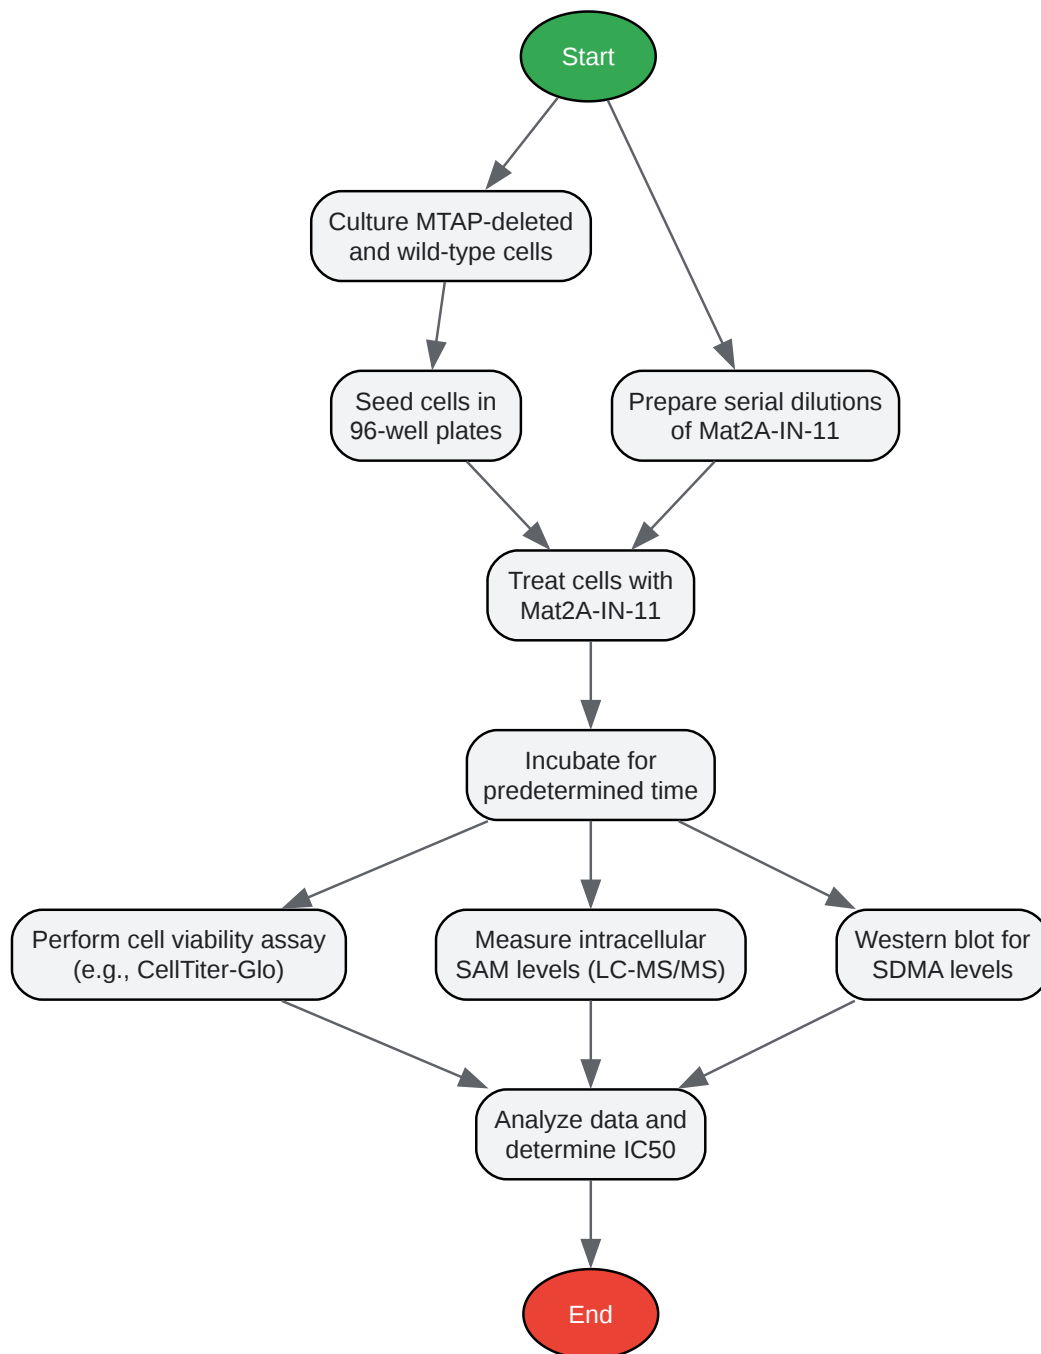 Start
Culture MTAP-deleted
and wild-type cells
Seed cells in
96-well plates
Prepare serial dilutions
of Mat2A-IN-11
Treat cells with
Mat2A-IN-11
Incubate for
predetermined time
Perform cell viability assay
(e.g., CellTiter-Glo)
Measure intracellular
SAM levels (LC-MS/MS)
Western blot for
SDMA levels
Analyze data and
determine IC50
End